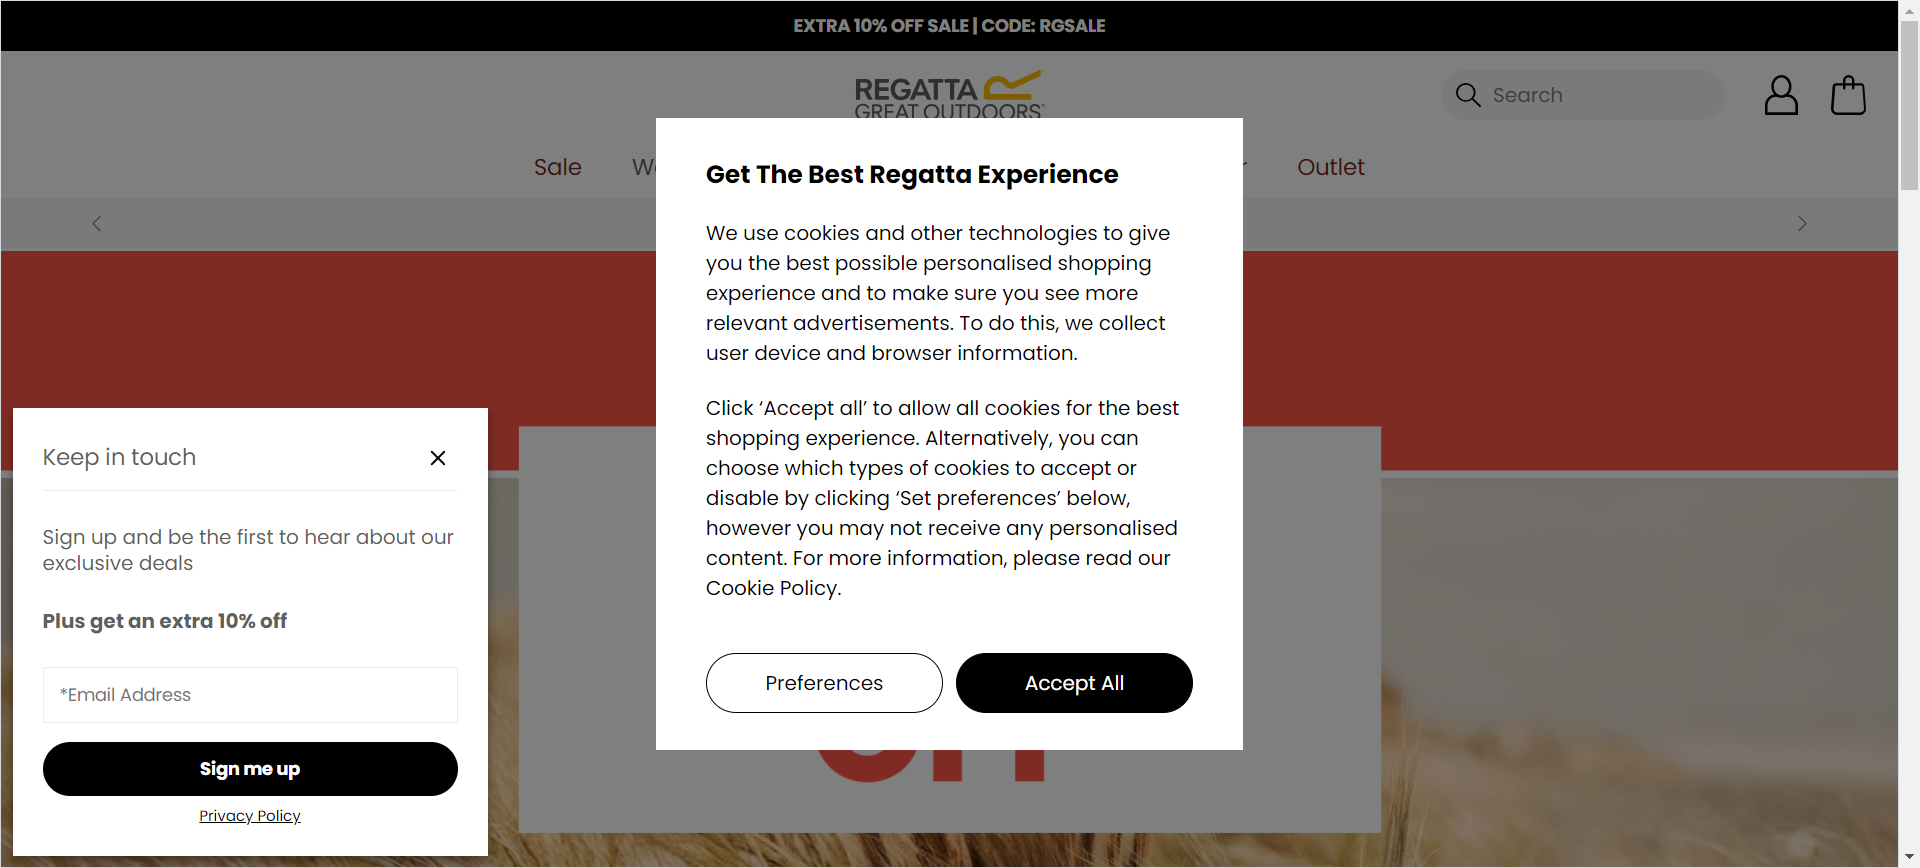 EXTRA 10% OFF SALE | CODE: RGSALE
REGATTA
GREAT OUTDOORS
Search
Sale
Outlet
Get The Best Regatta Experience
We use cookies and other technologies to give
you the best possible personalised shopping
experience and to make sure you see more
relevant advertisements. To do this, we collect
user device and browser information.
Click ‘Accept all’ to allow all cookies for the best
shopping experience. Alternatively, you can
choose which types of cookies to accept or
disable by clicking ‘Set preferences’ below,
however you may not receive any personalised
content. For more information, please read our
Cookie Policy.
Preferences
Accept All
Keep in touch
Sign up and be the first to hear about our
exclusive deals
Plus get an extra 10% off
*Email Address
Sign me up
Privacy Policy